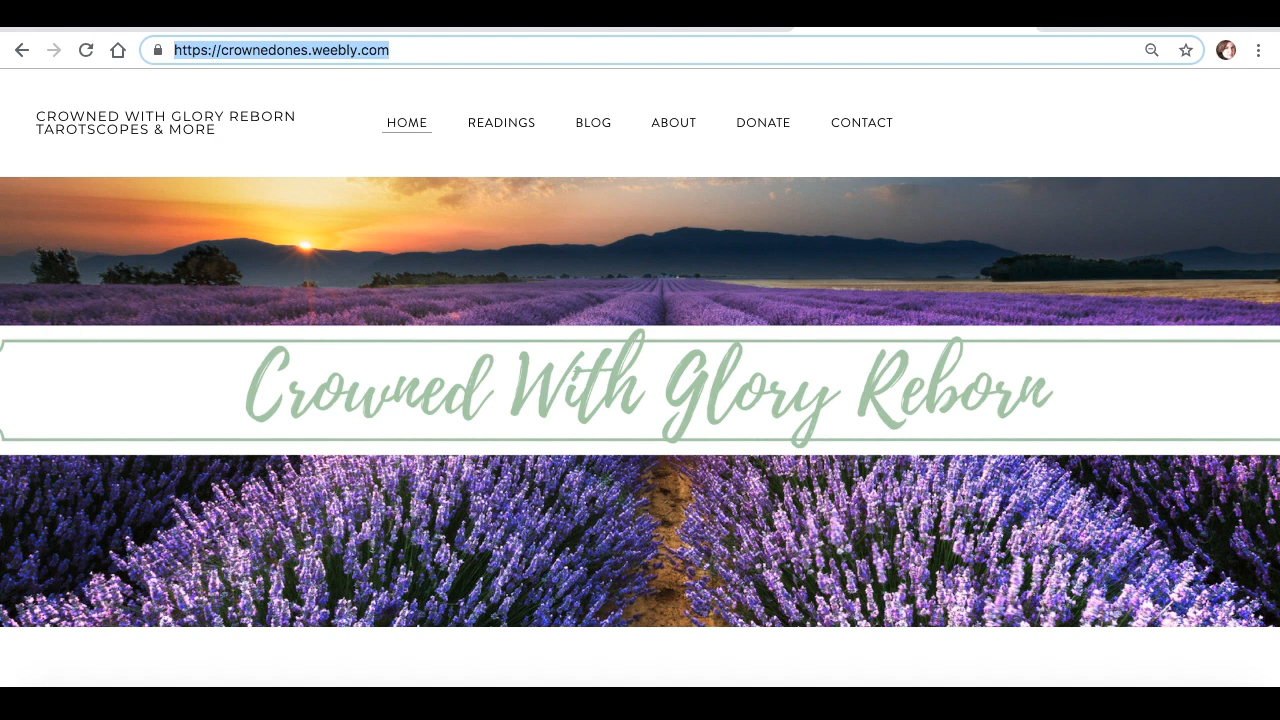 https://crownedones.weebly.com
CROWNED WITH GLORY REBORN
TAROTSCOPES & MORE
HOME READINGS BLOG ABOUT DONATE CONTACT
Crowned With Glory Reborn